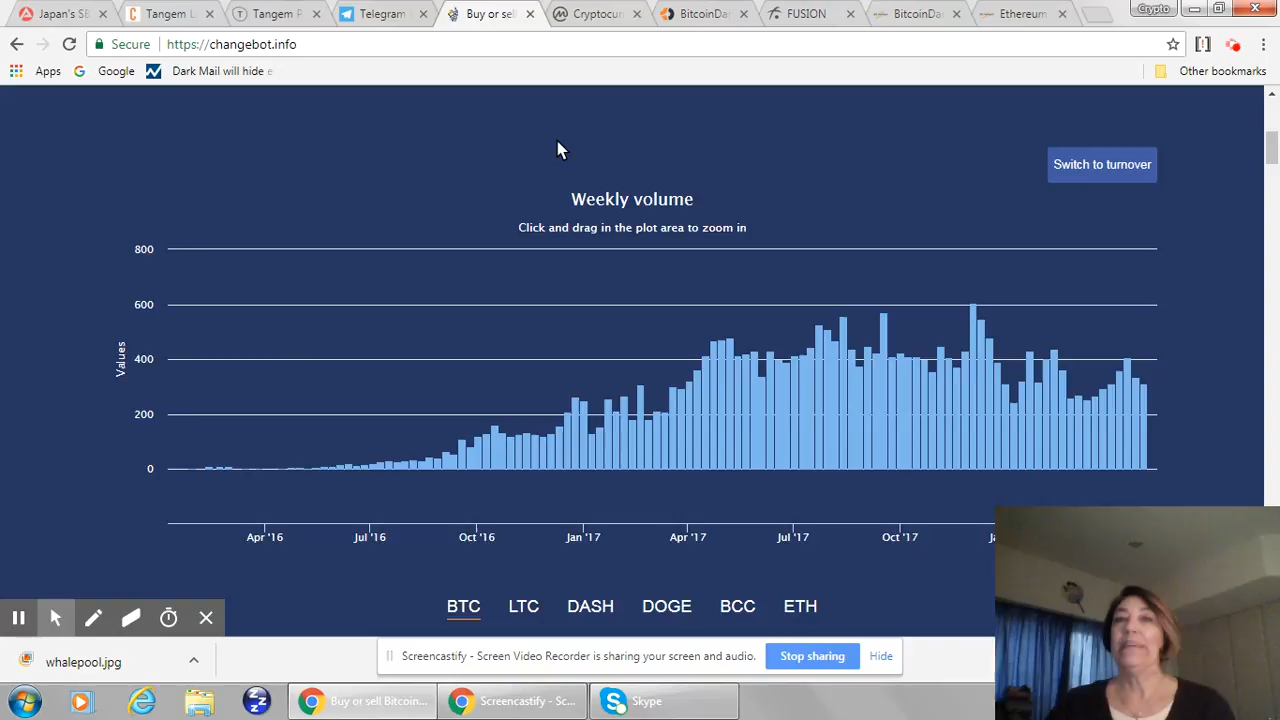 Japan's SB
Tangem L
Tangem P
Telegram
Buy or sel
Cryptocur
BitcoinDa
FUSION
BitcoinDa
Ethereum
Crypto
Secure
https://changebot.info
Apps
Google
Dark Mail will hide e
Other bookmarks
Switch to turnover
Weekly volume
Click and drag in the plot area to zoom in
800
600
400
200
0
Values
Apr '16
Jul '16
Oct '16
Jan '17
Apr '17
Jul '17
Oct '17
BTC
LTC
DASH
DOGE
BCC
ETH
whalepool.jpg
Screencastify - Screen Video Recorder is sharing your screen and audio.
Stop sharing
Hide
Buy or sell Bitcoin...
Screencastify - Sc...
Skype